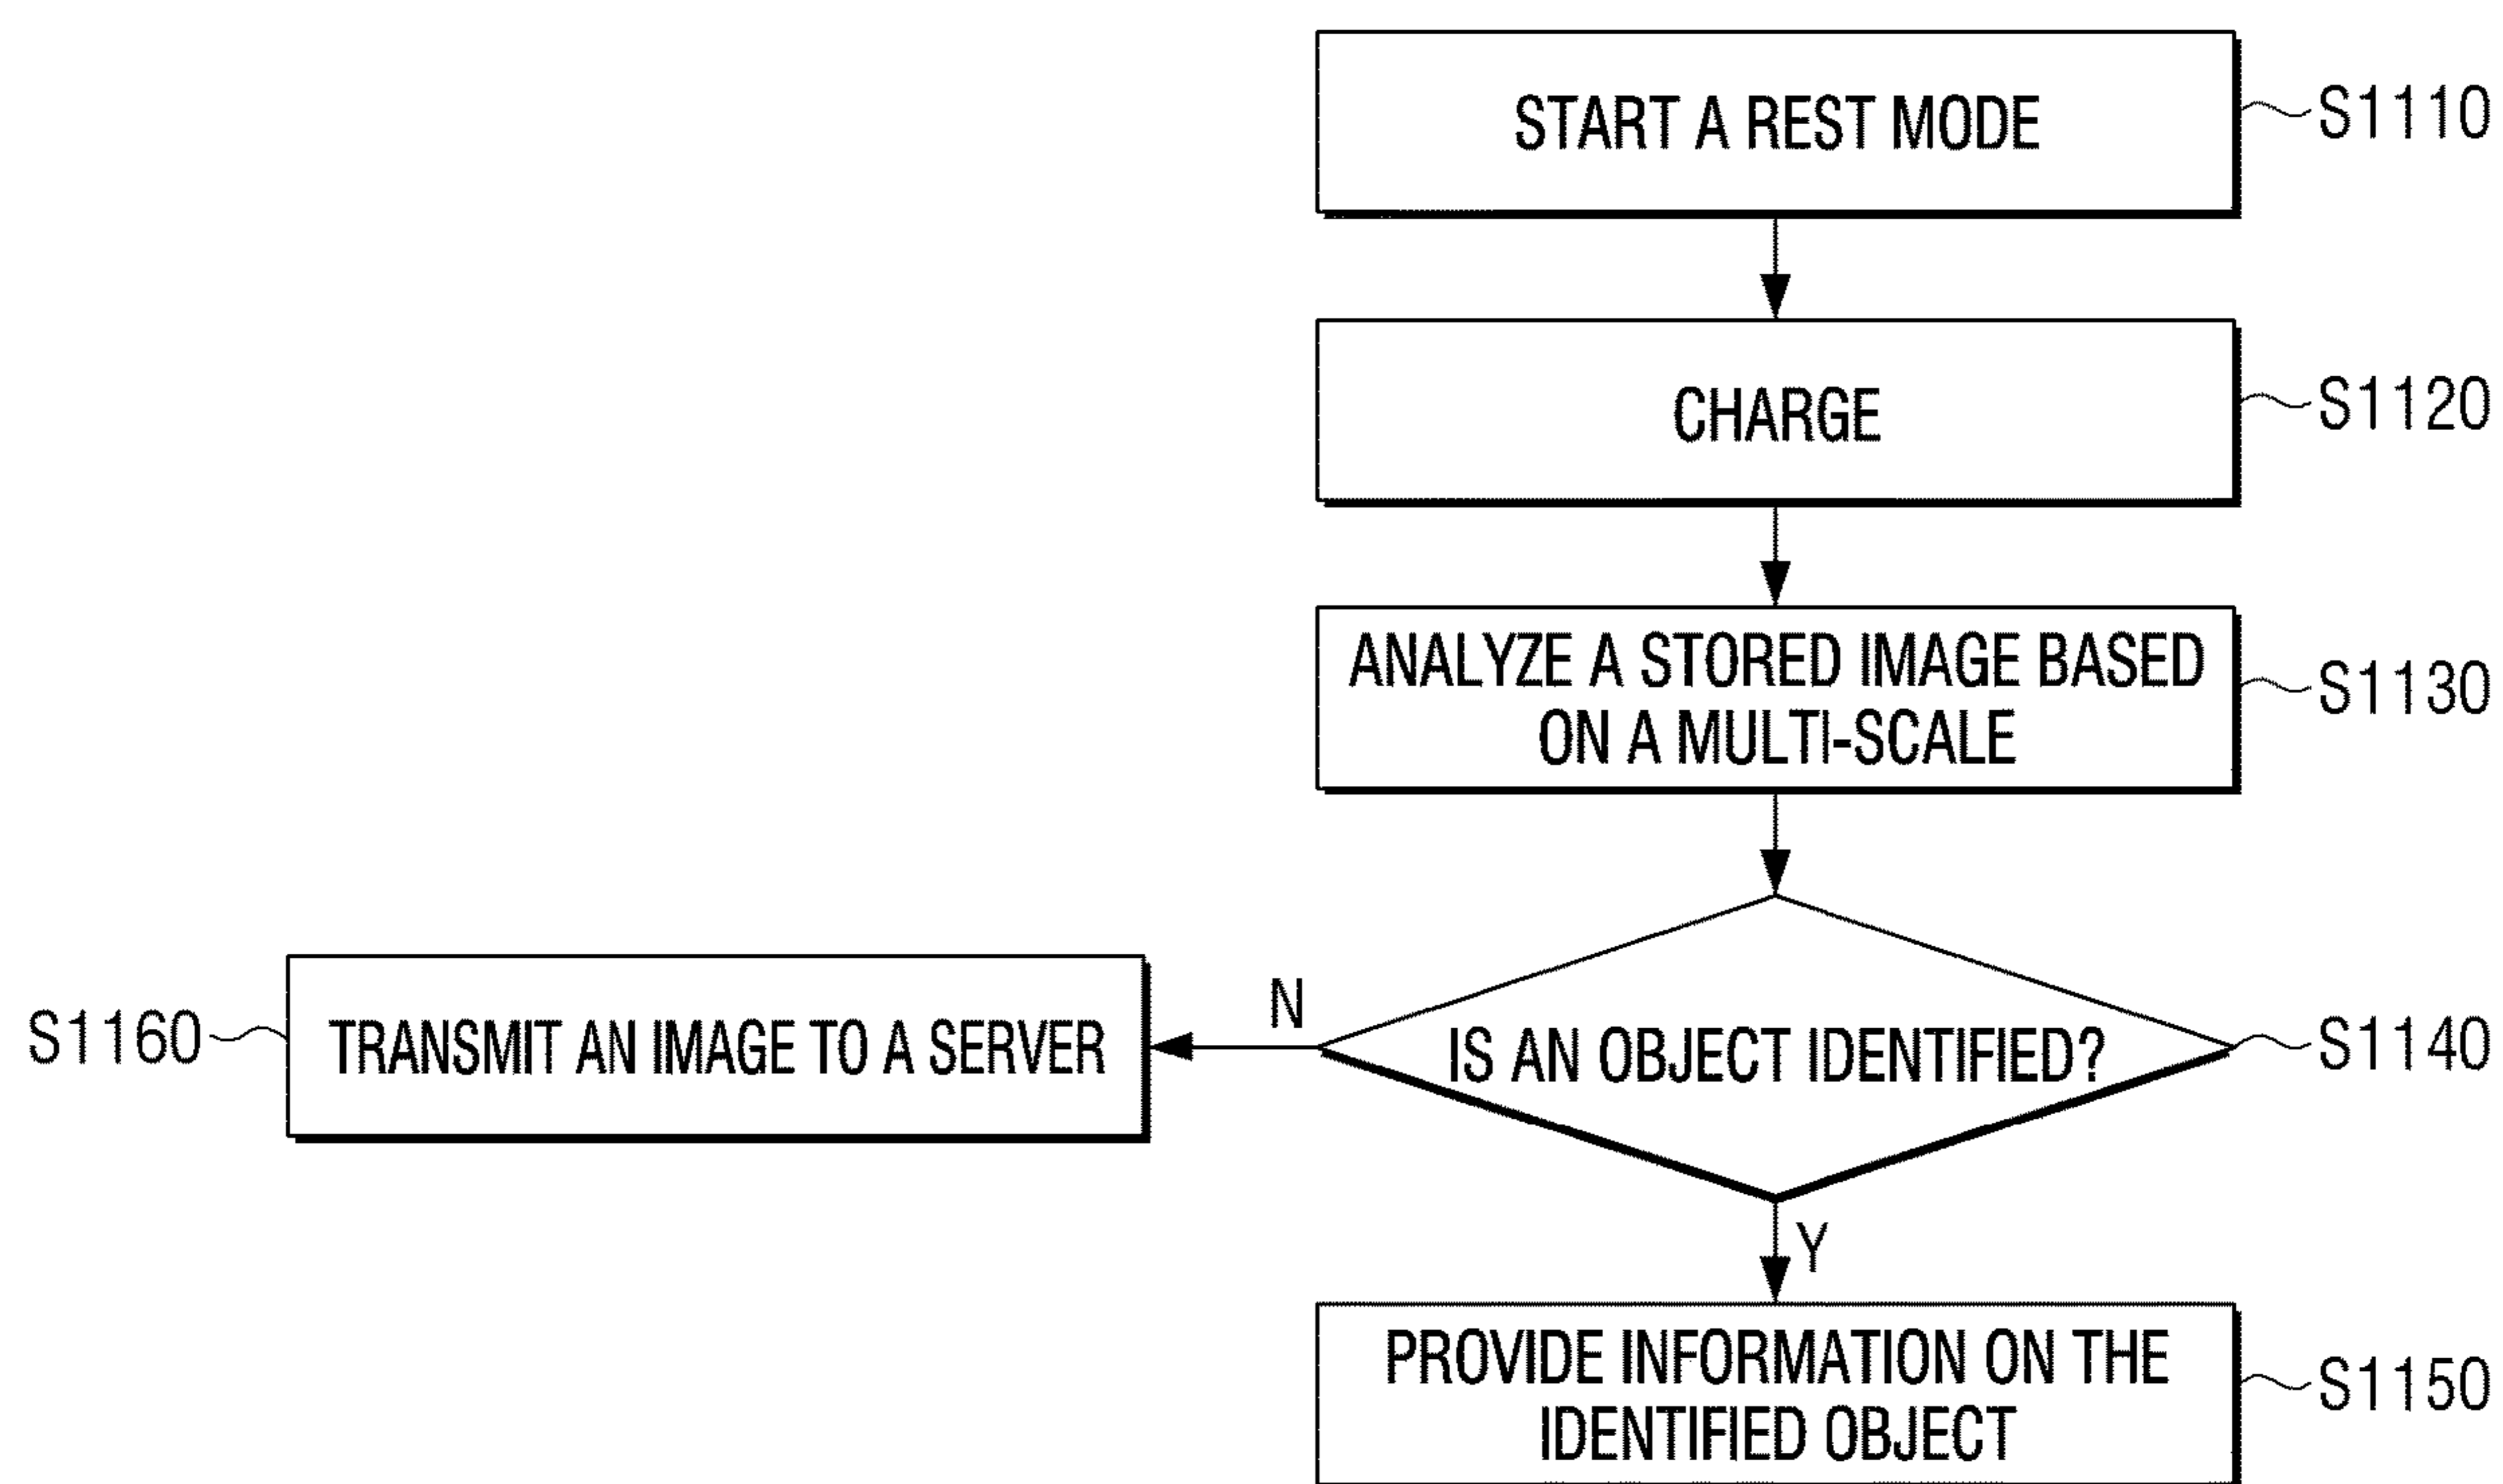 START A REST MODE
S1110
CHARGE
S1120
ANALYZE A STORED IMAGE BASED
ON A MULTI-SCALE
S1130
IS AN OBJECT IDENTIFIED?
S1140
N
TRANSMIT AN IMAGE TO A SERVER
S1160
Y
PROVIDE INFORMATION ON THE
IDENTIFIED OBJECT
S1150